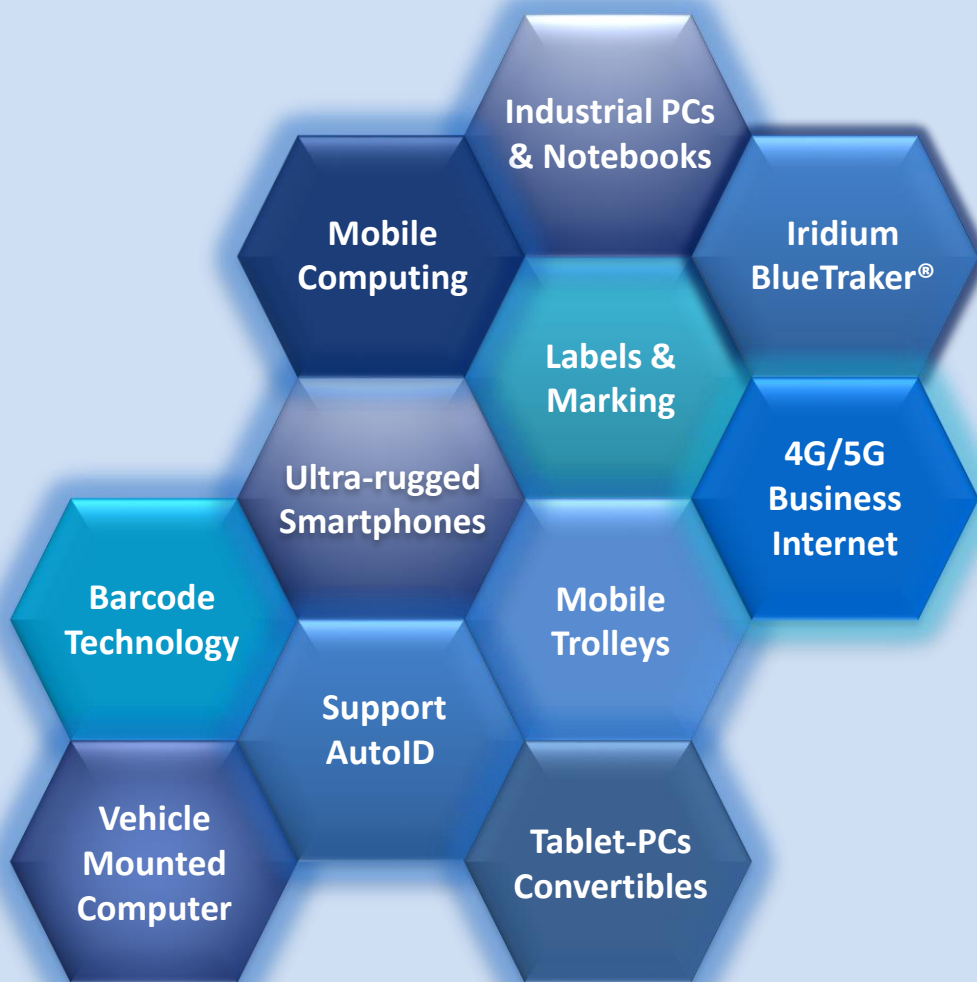 Industrial PCs
& Notebooks
Mobile
Computing
Iridium
BlueTraker®
Labels &
Marking
Ultra-rugged
Smartphones
4G/5G
Business
Internet
Barcode
Technology
Mobile
Trolleys
Support
AutoID
Vehicle
Mounted
Computer
Tablet-PCs
Convertibles